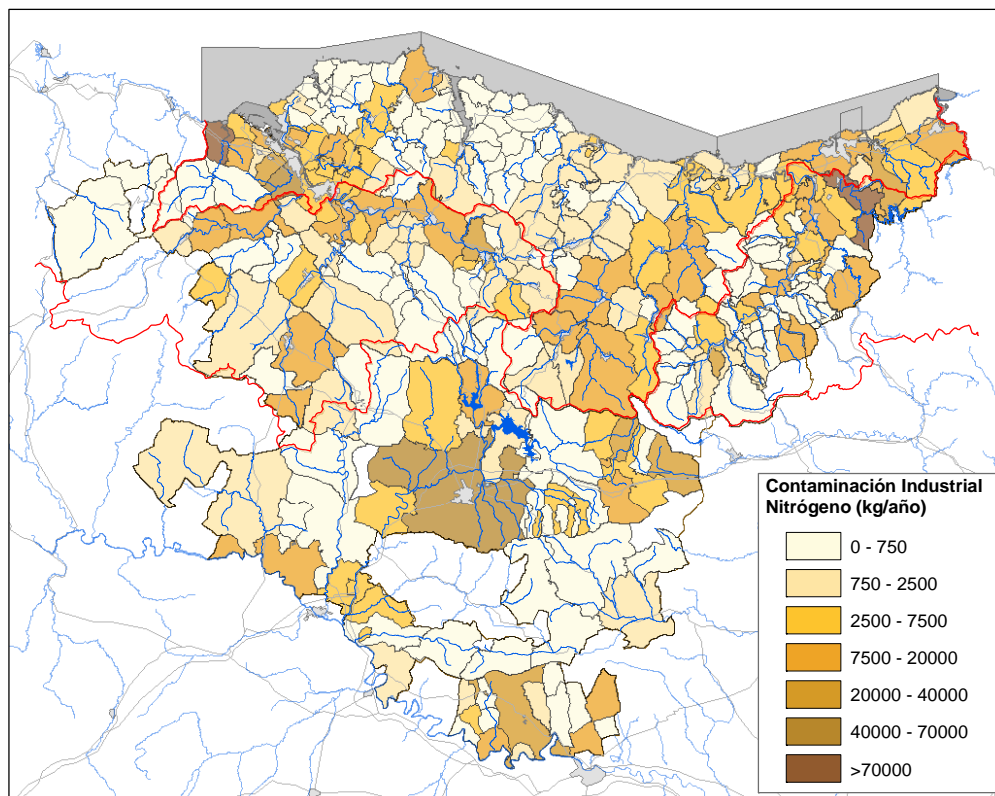 Contaminación Industrial
Nitrógeno (kg/año)
0 - 750
750 - 2500
2500 - 7500
7500 - 20000
20000 - 40000
40000 - 70000
>70000